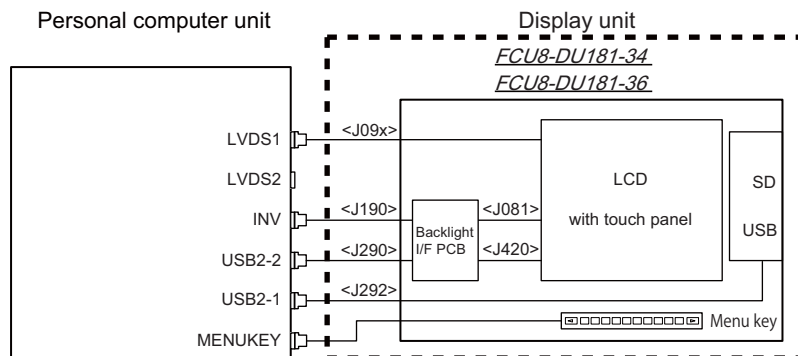 Personal computer unit
Display unit
FCU8-DU181-34
FCU8-DU181-36
LVDS1
<J09x>
LCD
with touch panel
SD
USB
LVDS2
INV
<J190>
<J081>
Backlight
I/F PCB
USB2-2
<J290>
<J420>
USB2-1
<J292>
MENUKEY
Menu key